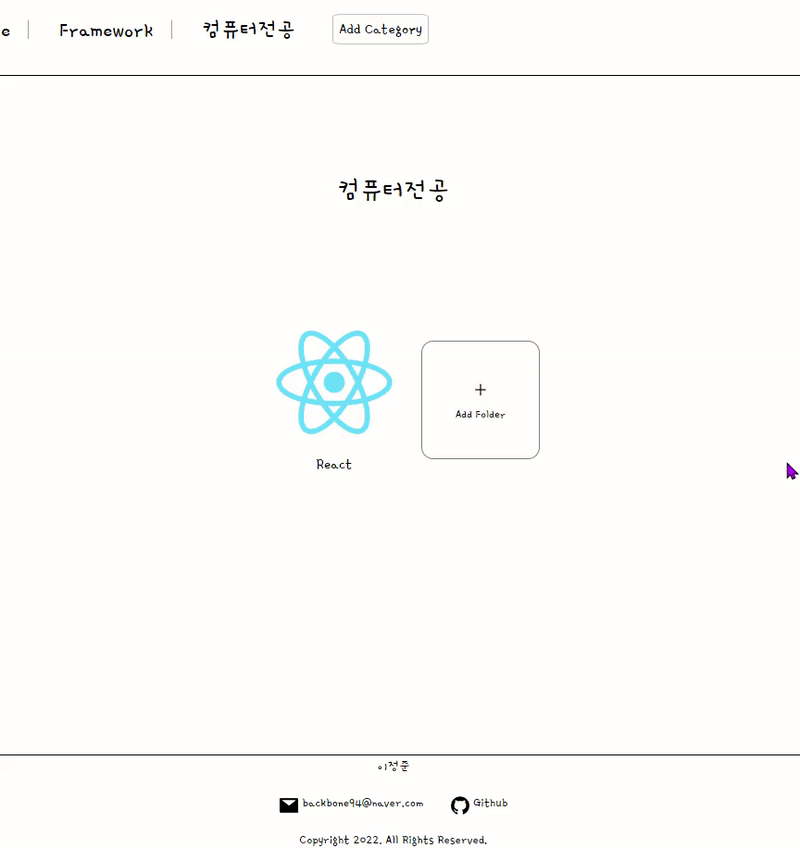 e | Framework | 컴퓨터전공 Add Category
컴퓨터전공
+
Add Folder
React
이정준
backbone94@naver.com Github
Copyright 2022. All Rights Reserved.